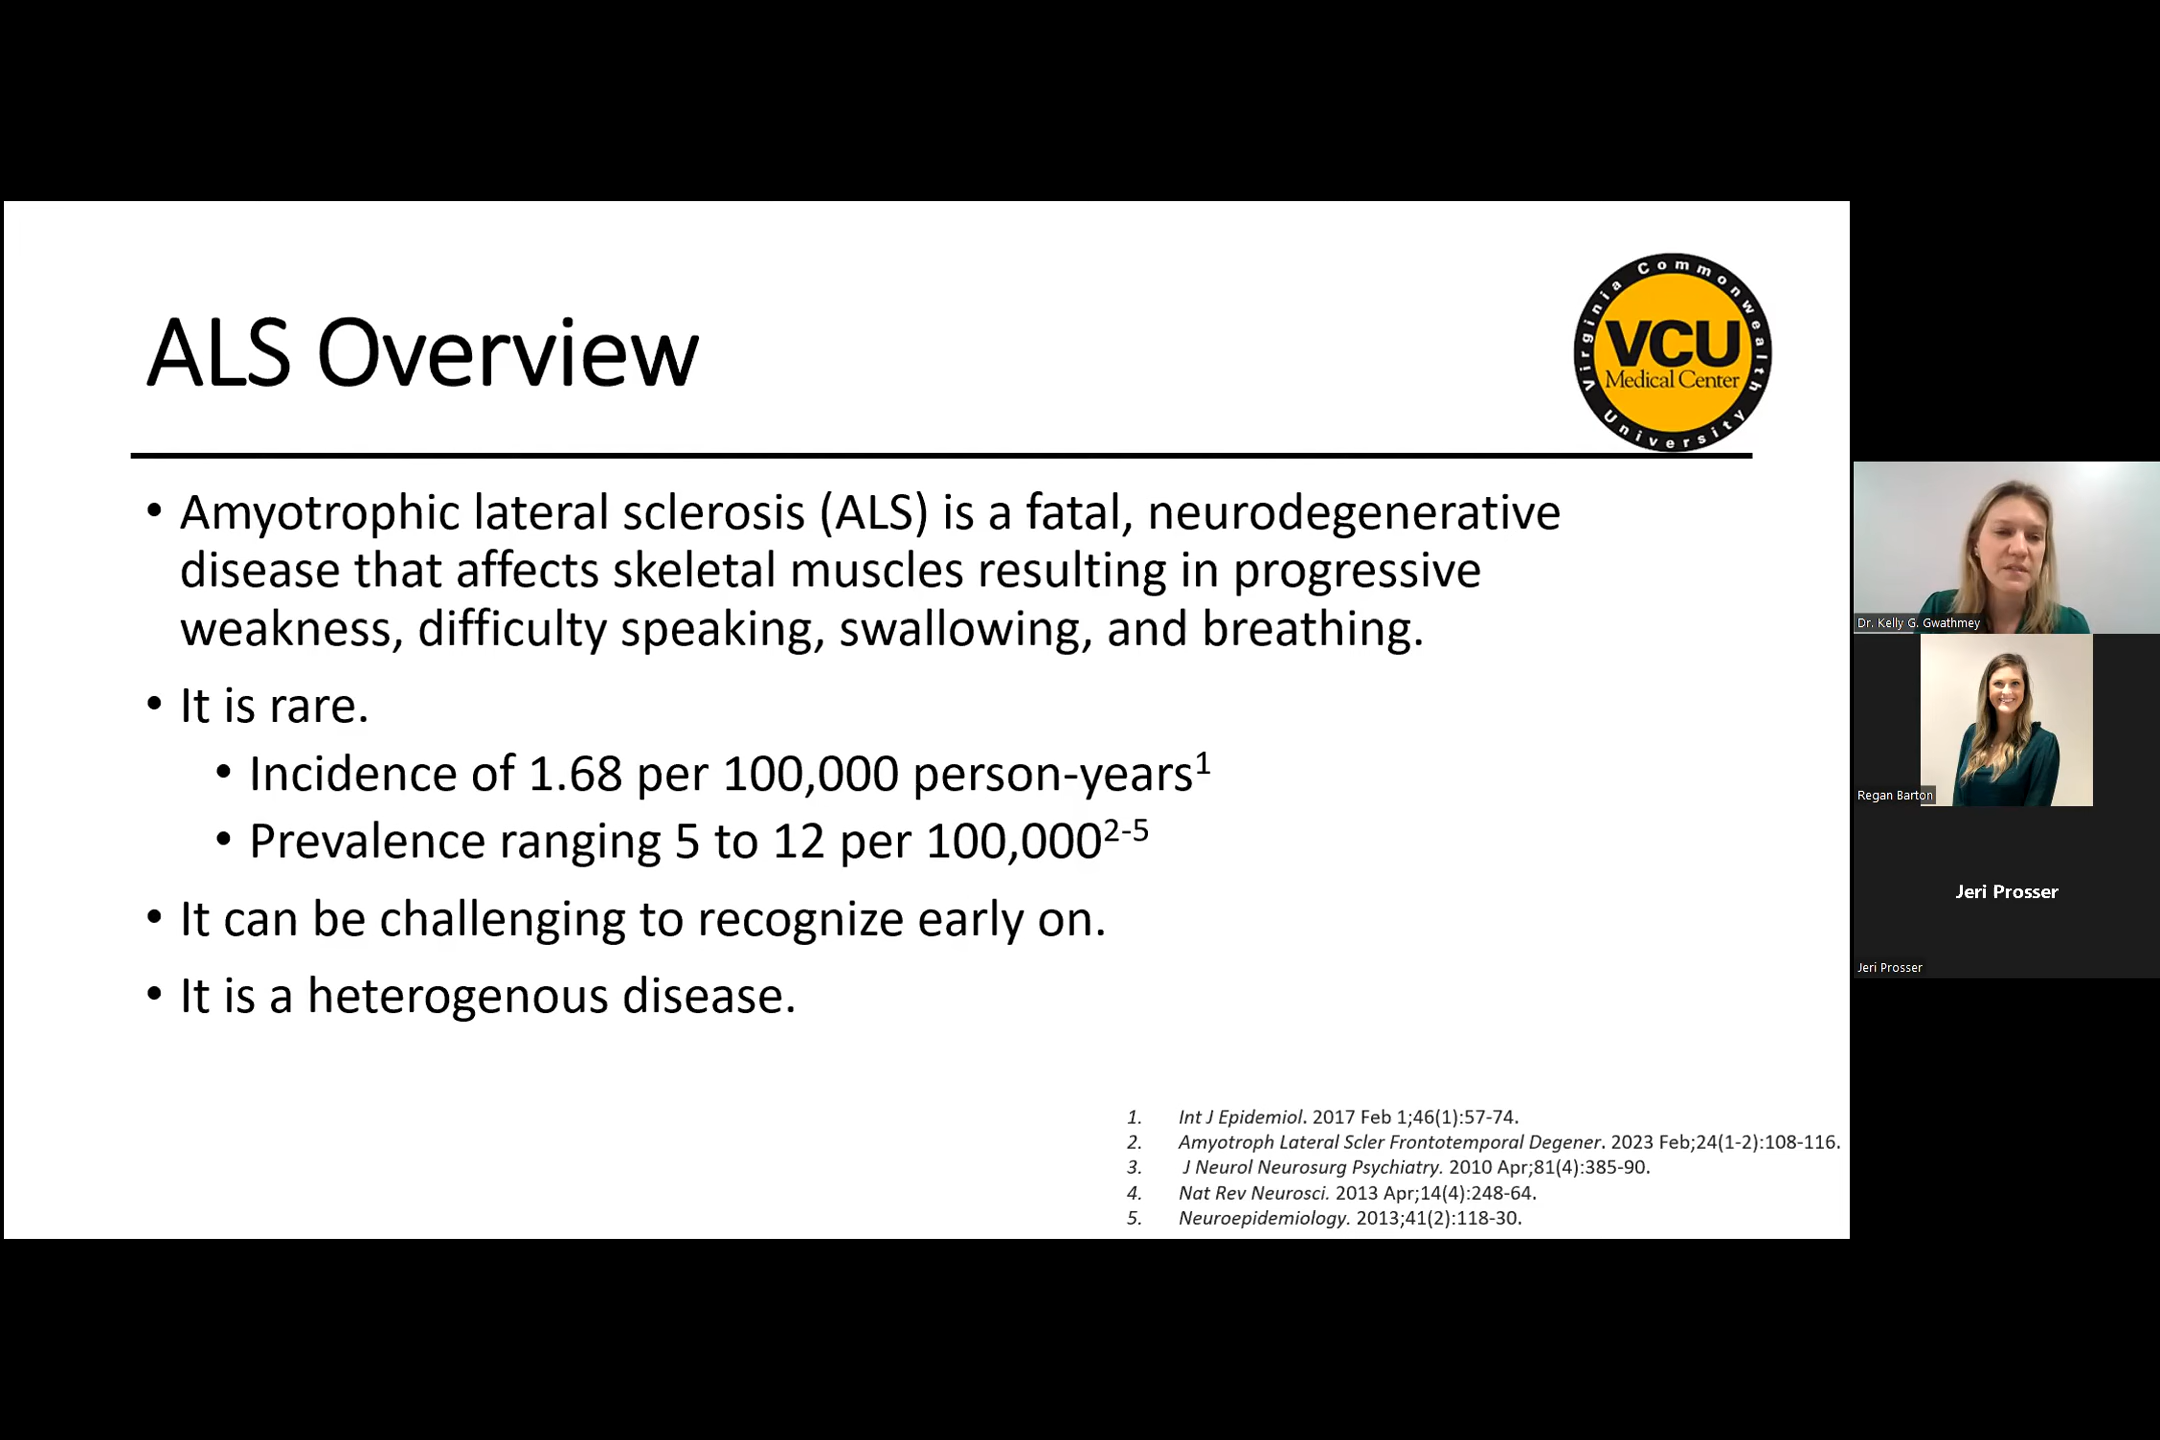 ALS Overview
Virginia Commonwealth University
VCU
Medical Center
• Amyotrophic lateral sclerosis (ALS) is a fatal, neurodegenerative
disease that affects skeletal muscles resulting in progressive
weakness, difficulty speaking, swallowing, and breathing.
• It is rare.
• Incidence of 1.68 per 100,000 person-years¹
• Prevalence ranging 5 to 12 per 100,000²⁻⁵
• It can be challenging to recognize early on.
• It is a heterogenous disease.
1. Int J Epidemiol. 2017 Feb 1;46(1):57-74.
2. Amyotroph Lateral Scler Frontotemporal Degener. 2023 Feb;24(1-2):108-116.
3. J Neurol Neurosurg Psychiatry. 2010 Apr;81(4):385-90.
4. Nat Rev Neurosci. 2013 Apr;14(4):248-64.
5. Neuroepidemiology. 2013;41(2):118-30.
Dr. Kelly G. Gwathmey
Regan Barton
Jeri Prosser
Jeri Prosser